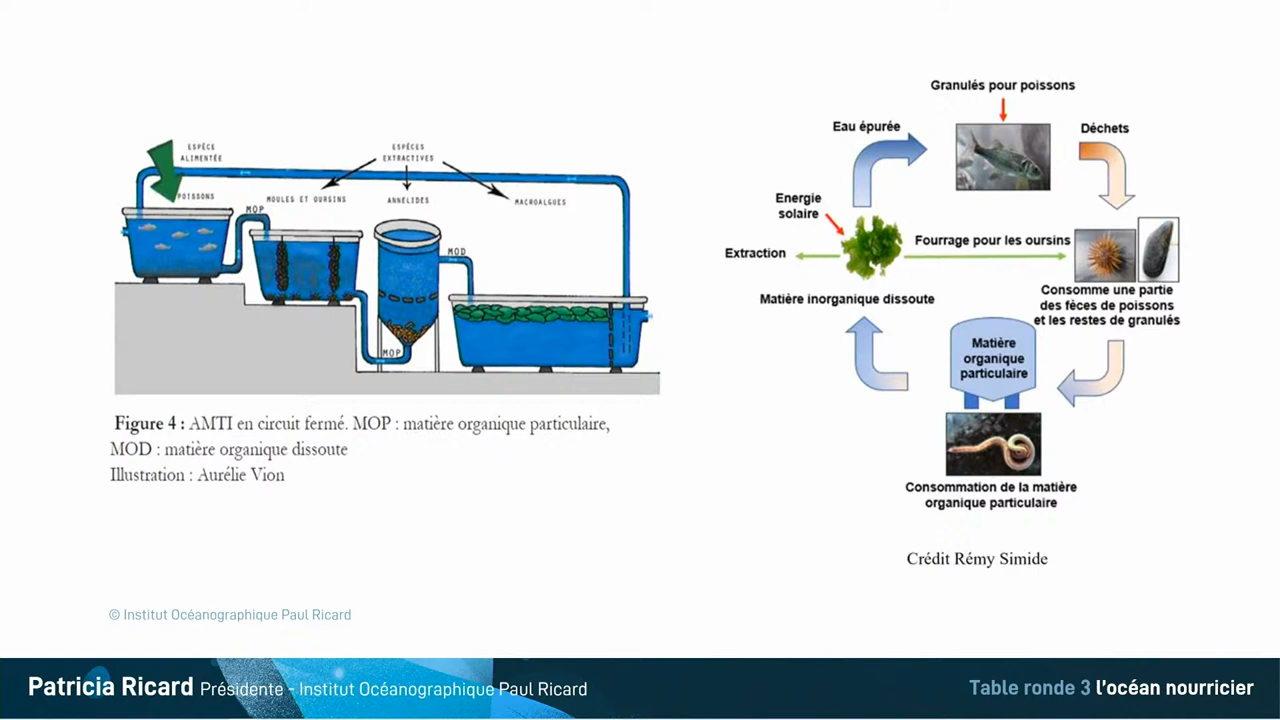 ESPÈCE
ALIMENTÉE
ESPÈCES
EXTRACTIVES
POISSONS
MOULES ET OURSINS
ANNÉLIDES
MACROALGUES
MOP
MOD
MOP
Figure 4 : AMTI en circuit fermé. MOP : matière organique particulaire,
MOD : matière organique dissoute
Illustration : Aurélie Vion
Granulés pour poissons
Eau épurée
Déchets
Energie
solaire
Extraction
Fourrage pour les oursins
Matière inorganique dissoute
Consomme une partie
des fèces de poissons
et les restes de granulés
Matière
organique
particulaire
Consommation de la matière
organique particulaire
Crédit Rémy Simide
© Institut Océanographique Paul Ricard
Patricia Ricard Présidente - Institut Océanographique Paul Ricard
Table ronde 3 l'océan nourricier